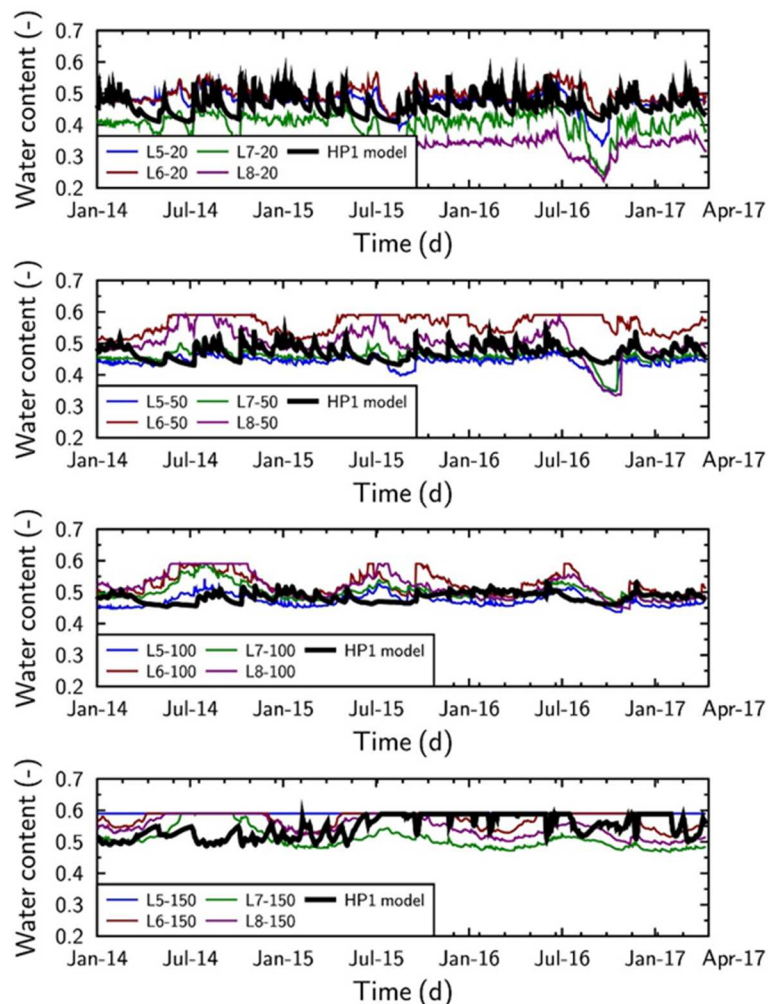 Water content (-)
0.7
0.6
0.5
0.4
0.3
0.2
L5-20 L7-20 HP1 model
L6-20 L8-20
Jan-14 Jul-14 Jan-15 Jul-15 Jan-16 Jul-16 Jan-17 Apr-17
Time (d)
Water content (-)
0.7
0.6
0.5
0.4
0.3
0.2
L5-50 L7-50 HP1 model
L6-50 L8-50
Jan-14 Jul-14 Jan-15 Jul-15 Jan-16 Jul-16 Jan-17 Apr-17
Time (d)
Water content (-)
0.7
0.6
0.5
0.4
0.3
0.2
L5-100 L7-100 HP1 model
L6-100 L8-100
Jan-14 Jul-14 Jan-15 Jul-15 Jan-16 Jul-16 Jan-17 Apr-17
Time (d)
Water content (-)
0.7
0.6
0.5
0.4
0.3
0.2
L5-150 L7-150 HP1 model
L6-150 L8-150
Jan-14 Jul-14 Jan-15 Jul-15 Jan-16 Jul-16 Jan-17 Apr-17
Time (d)